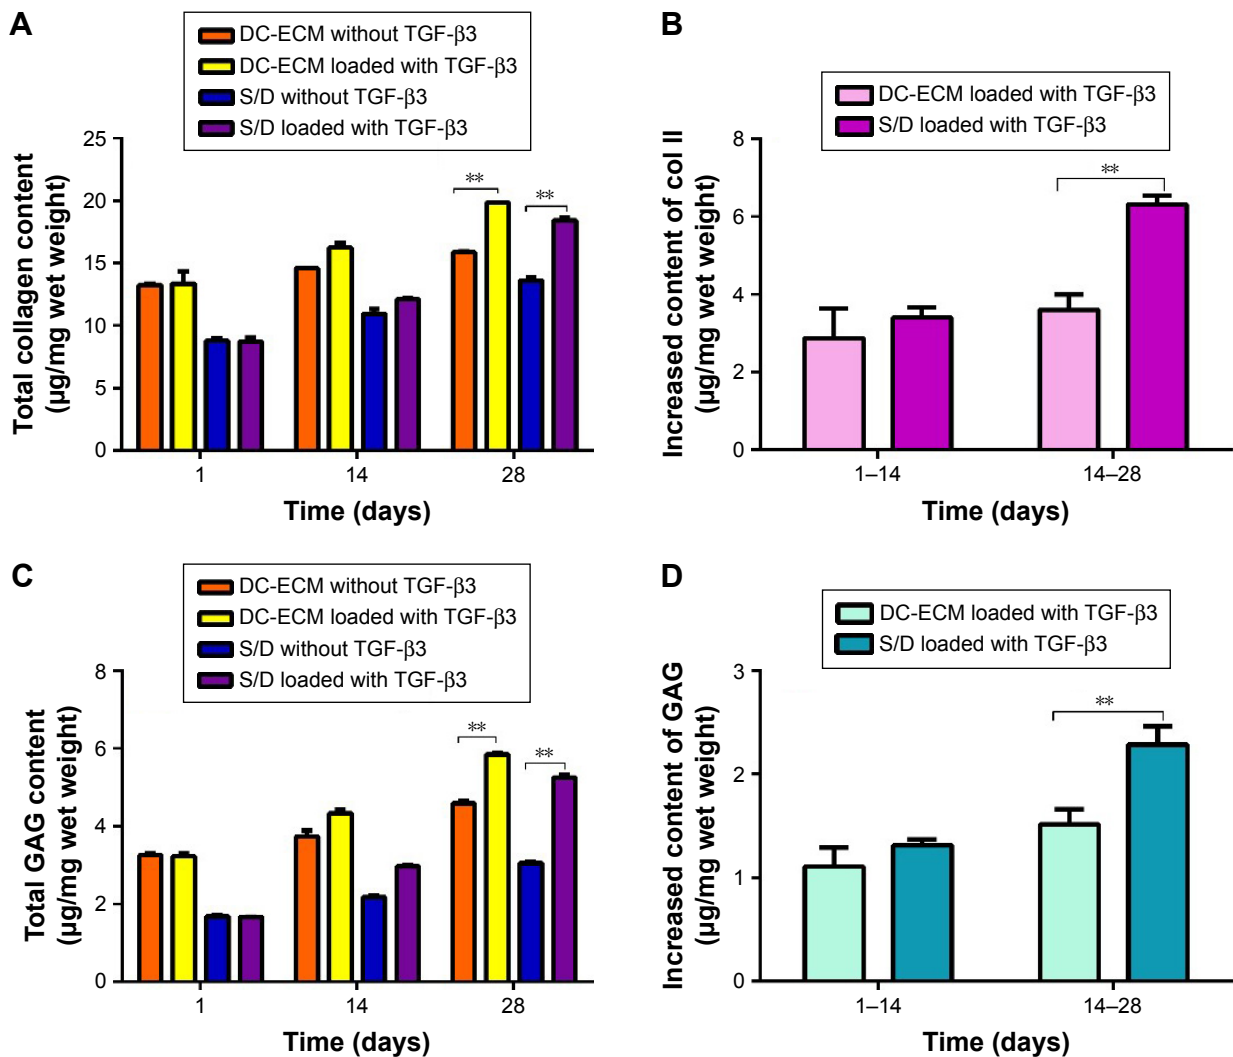 A
DC-ECM without TGF-β3
DC-ECM loaded with TGF-β3
S/D without TGF-β3
S/D loaded with TGF-β3
Total collagen content
(µg/mg wet weight)
25
20
15
10
5
0
**
**
1
14
28
Time (days)
B
DC-ECM loaded with TGF-β3
S/D loaded with TGF-β3
Increased content of col II
(µg/mg wet weight)
8
6
4
2
0
**
1–14
14–28
Time (days)
C
DC-ECM without TGF-β3
DC-ECM loaded with TGF-β3
S/D without TGF-β3
S/D loaded with TGF-β3
Total GAG content
(µg/mg wet weight)
8
6
4
2
0
**
**
1
14
28
Time (days)
D
DC-ECM loaded with TGF-β3
S/D loaded with TGF-β3
Increased content of GAG
(µg/mg wet weight)
3
2
1
0
**
1–14
14–28
Time (days)